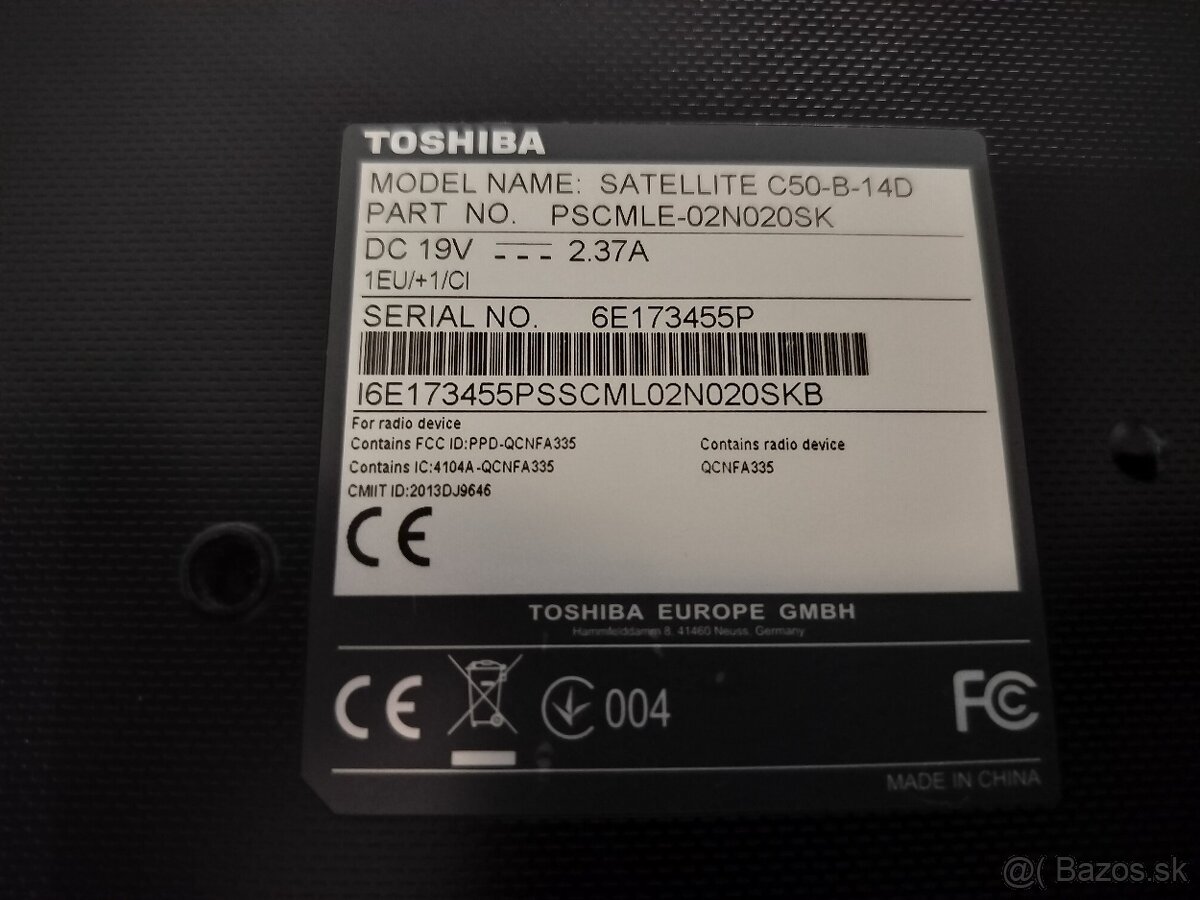 TOSHIBA
MODEL NAME: SATELLITE C50-B-14D
PART NO. PSCMLE-02N020SK
DC 19V 2.37A
1EU/+1/CI
SERIAL NO. 6E173455P
I6E173455PSSCML02N020SKB
For radio device
Contains FCC ID:PPD-QCNFA335
Contains radio device
Contains IC:4104A-QCNFA335
QCNFA335
CMIIT ID:2013DJ9646
CE
TOSHIBA EUROPE GMBH
Hammfelddamm 8, 41460 Neuss, Germany
CE 004 FC
MADE IN CHINA
@( Bazos.sk